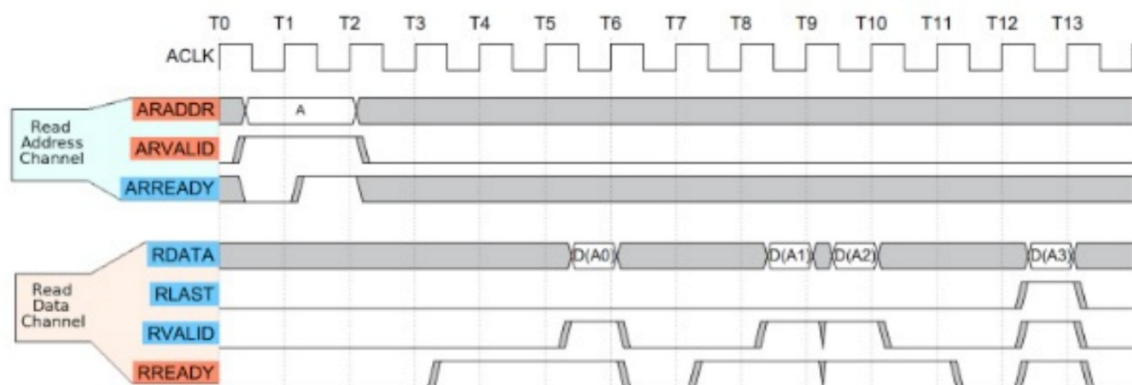 T0 T1 T2 T3 T4 T5 T6 T7 T8 T9 T10 T11 T12 T13
ACLK
ARADDR A
Read
Address
Channel
ARVALID
ARREADY
RDATA D(A0) D(A1) D(A2) D(A3)
Read
Data
Channel
RLAST
RVALID
RREADY